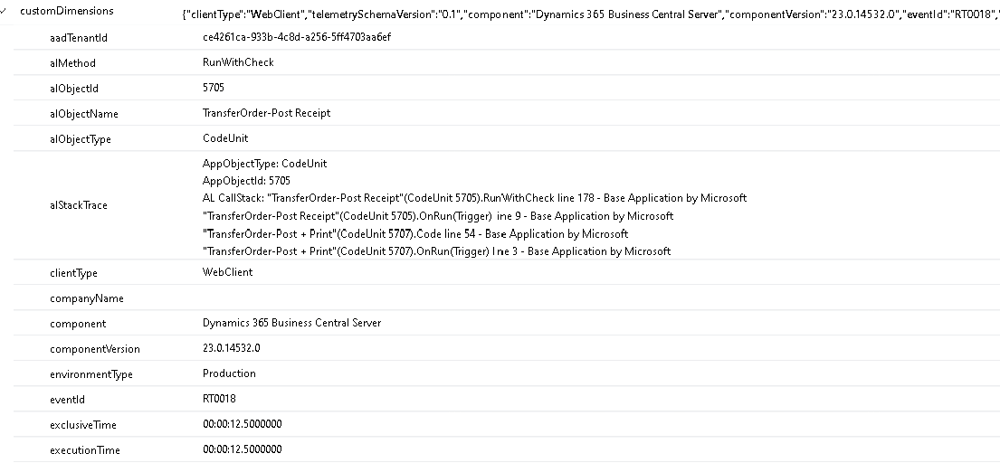 customDimensions {"clientType":"WebClient","telemetrySchemaVersion":"0.1","component":"Dynamics 365 Business Central Server","componentVersion":"23.0.14532.0","eventId":"RT0018","
aadTenantId ce4261ca-933b-4c8d-a256-5ff4703aa6ef
alMethod RunWithCheck
alObjectId 5705
alObjectName TransferOrder-Post Receipt
alObjectType CodeUnit
alStackTrace AppObjectType: CodeUnit
AppObjectId: 5705
AL CallStack: "TransferOrder-Post Receipt"(CodeUnit 5705).RunWithCheck line 178 - Base Application by Microsoft
"TransferOrder-Post Receipt"(CodeUnit 5705).OnRun(Trigger) line 9 - Base Application by Microsoft
"TransferOrder-Post + Print"(CodeUnit 5707).Code line 54 - Base Application by Microsoft
"TransferOrder-Post + Print"(CodeUnit 5707).OnRun(Trigger) line 3 - Base Application by Microsoft
clientType WebClient
companyName
component Dynamics 365 Business Central Server
componentVersion 23.0.14532.0
environmentType Production
eventId RT0018
exclusiveTime 00:00:12.5000000
executionTime 00:00:12.5000000